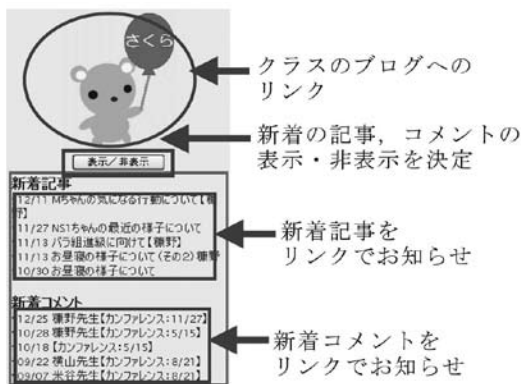 さくら
クラスのブログへの
リンク
新着の記事，コメントの
表示・非表示を決定
表示／非表示
新着記事
12/11 Mちゃんの気になる行動について【糠
野】
11/27 NS1ちゃんの最近の様子について
11/13 バラ組進級に向けて【糠野】
11/13 お昼寝の様子について(その2) 糠野
10/30 お昼寝の様子について
新着記事を
リンクでお知らせ
新着コメント
12/25 糠野先生【カンファレンス:11/27】
10/28 糠野先生【カンファレンス:5/15】
10/18 【カンファレンス:5/15】
09/22 横山先生【カンファレンス:8/21】
09/07 米谷先生【カンファレンス:8/21】
新着コメントを
リンクでお知らせ